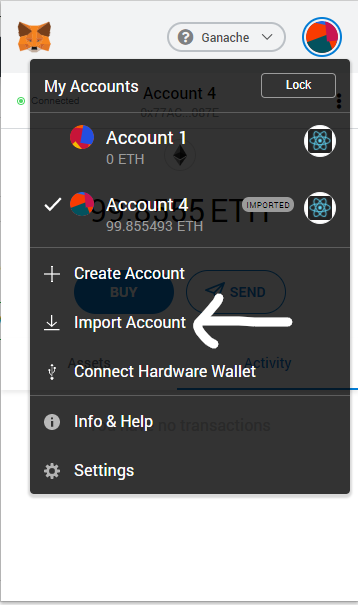 Ganache
My Accounts
Lock
Connected
Account 4
0x77AC...
Account 1
0 ETH
Account 4
IMPORTED
99.8555 ETH
99.855493 ETH
Create Account
BUY
SEND
Import Account
Assets
Activity
Connect Hardware Wallet
Info & Help
no transactions
Settings